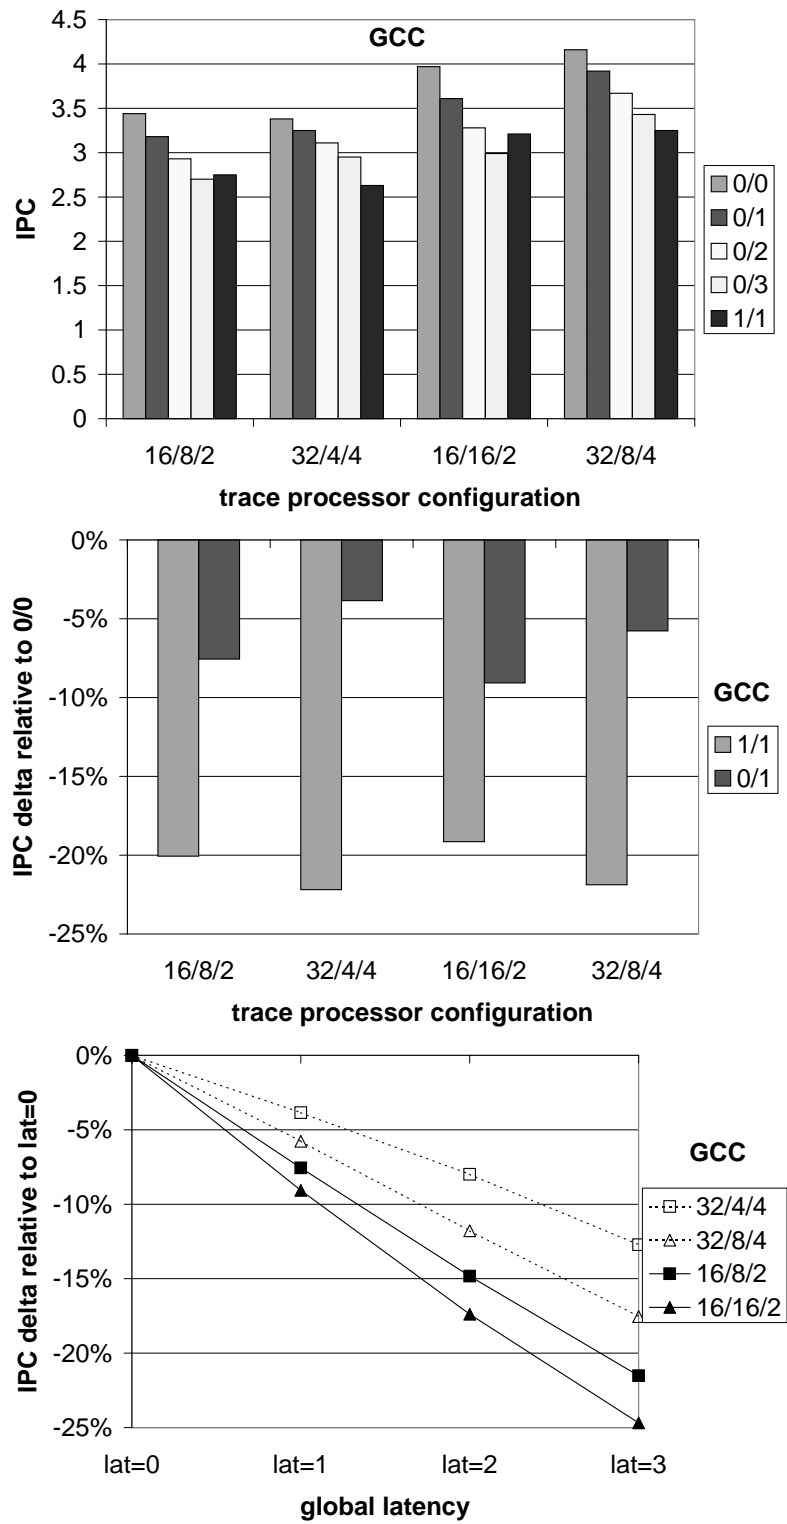 GCC
IPC
4.5
4
3.5
3
2.5
2
1.5
1
0.5
0
16/8/2 32/4/4 16/16/2 32/8/4
trace processor configuration
0/0
0/1
0/2
0/3
1/1
IPC delta relative to 0/0
0%
-5%
-10%
-15%
-20%
-25%
16/8/2 32/4/4 16/16/2 32/8/4
trace processor configuration
GCC
1/1
0/1
IPC delta relative to lat=0
0%
-5%
-10%
-15%
-20%
-25%
lat=0 lat=1 lat=2 lat=3
global latency
GCC
32/4/4
32/8/4
16/8/2
16/16/2